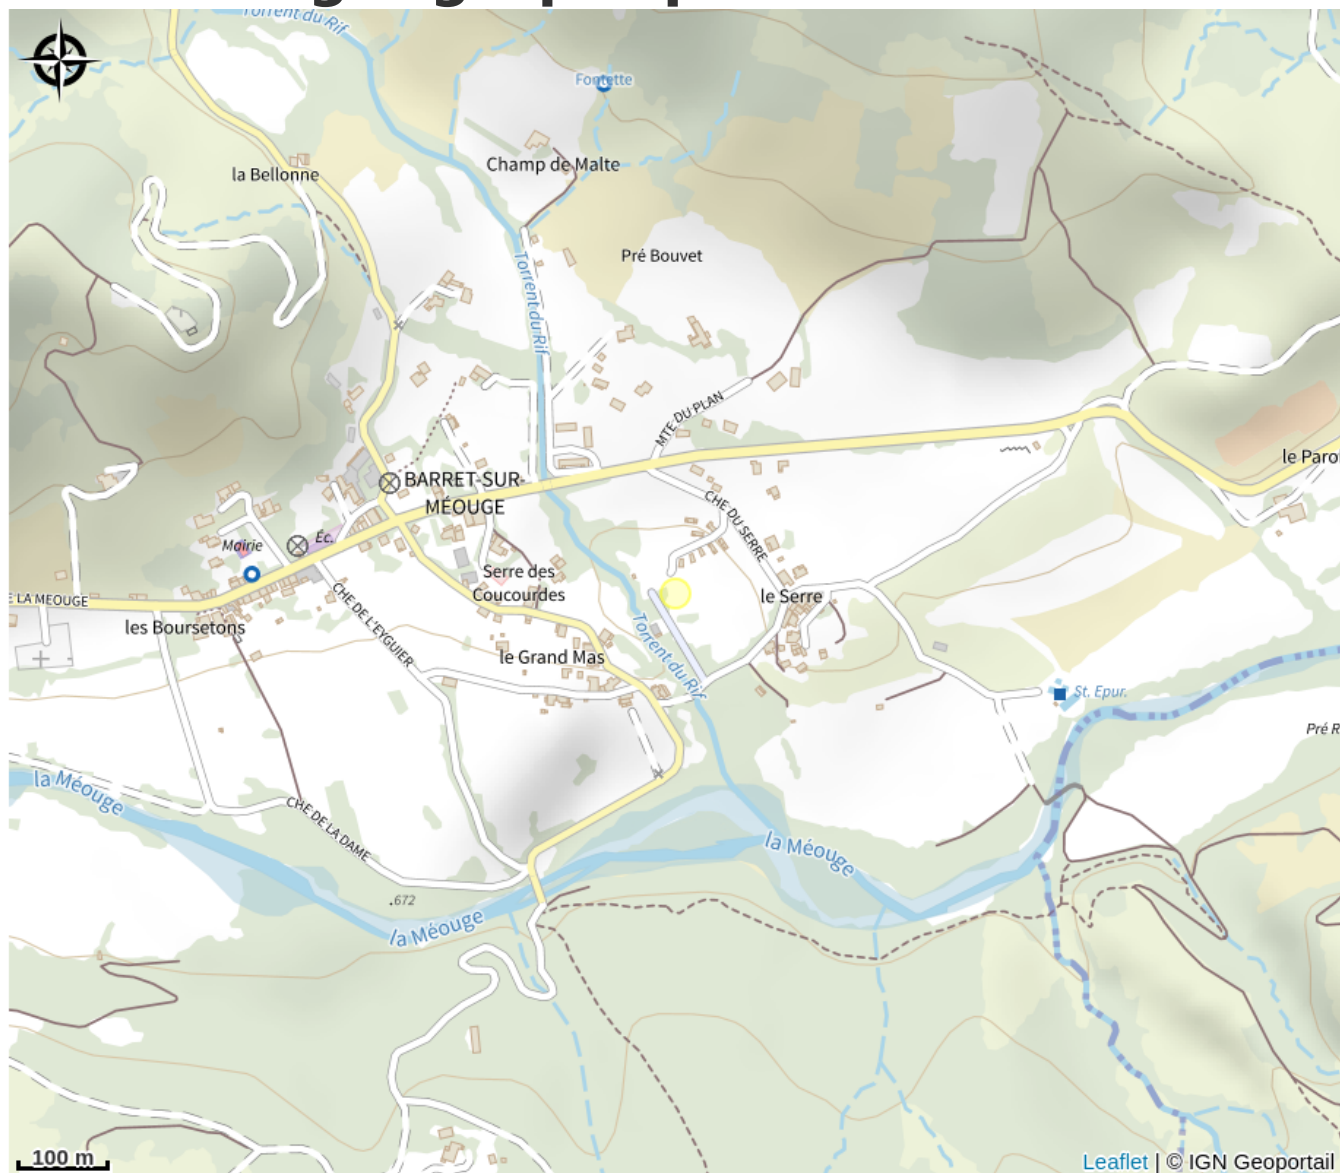 Torrent du Rif
Fontette
Champ de Malte
la Bellonne
Pré Bouvet
Torrent du Rif
MTE DU PLAN
BARRET-SUR-
MÉOUGE
le Paro
CHE DU SERRE
Éc.
Mairie
Serre des
Coucourdes
le Serre
E LA MEOUGE
CHE DE L'EYGUIER
les Boursetons
Torrent du Rif
le Grand Mas
St. Epur.
Pré R
la Méouge
CHE DE LA DAME
la Méouge
.672
la Méouge
100 m
Leaflet | © IGN Geoportail